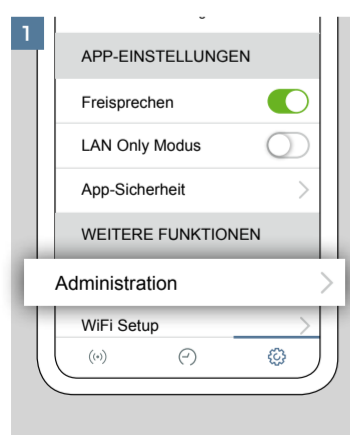 1
APP-EINSTELLUNGEN
Freisprechen
LAN Only Modus
App-Sicherheit
WEITERE FUNKTIONEN
Administration
WiFi Setup